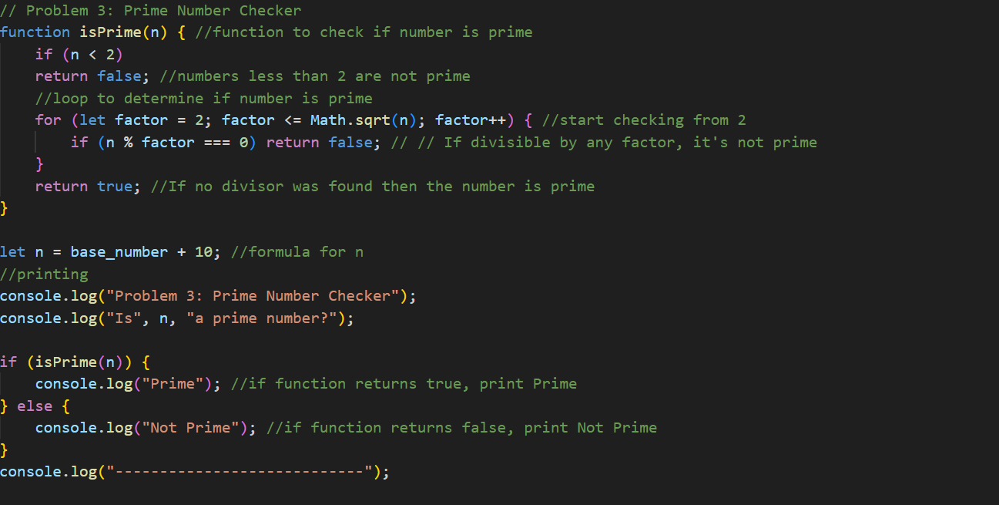 // Problem 3: Prime Number Checker
function isPrime(n) { //function to check if number is prime
    if (n < 2)
    return false; //numbers less than 2 are not prime
    //loop to determine if number is prime
    for (let factor = 2; factor <= Math.sqrt(n); factor++) { //start checking from 2
        if (n % factor === 0) return false; // // If divisible by any factor, it's not prime
    }
    return true; //If no divisor was found then the number is prime
}

let n = base_number + 10; //formula for n
//printing
console.log("Problem 3: Prime Number Checker");
console.log("Is", n, "a prime number?");

if (isPrime(n)) {
    console.log("Prime"); //if function returns true, print Prime
} else {
    console.log("Not Prime"); //if function returns false, print Not Prime
}
console.log("----------------------------");